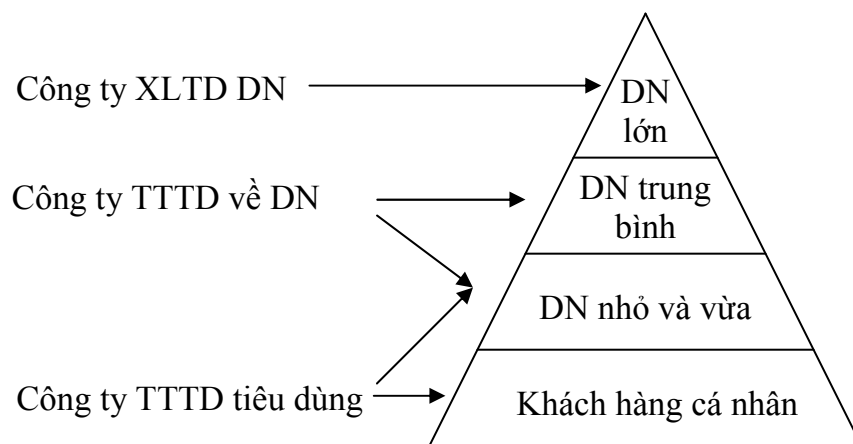 Công ty XLTD DN
DN
lớn
Công ty TTTD về DN
DN trung
bình
DN nhỏ và vừa
Công ty TTTD tiêu dùng
Khách hàng cá nhân